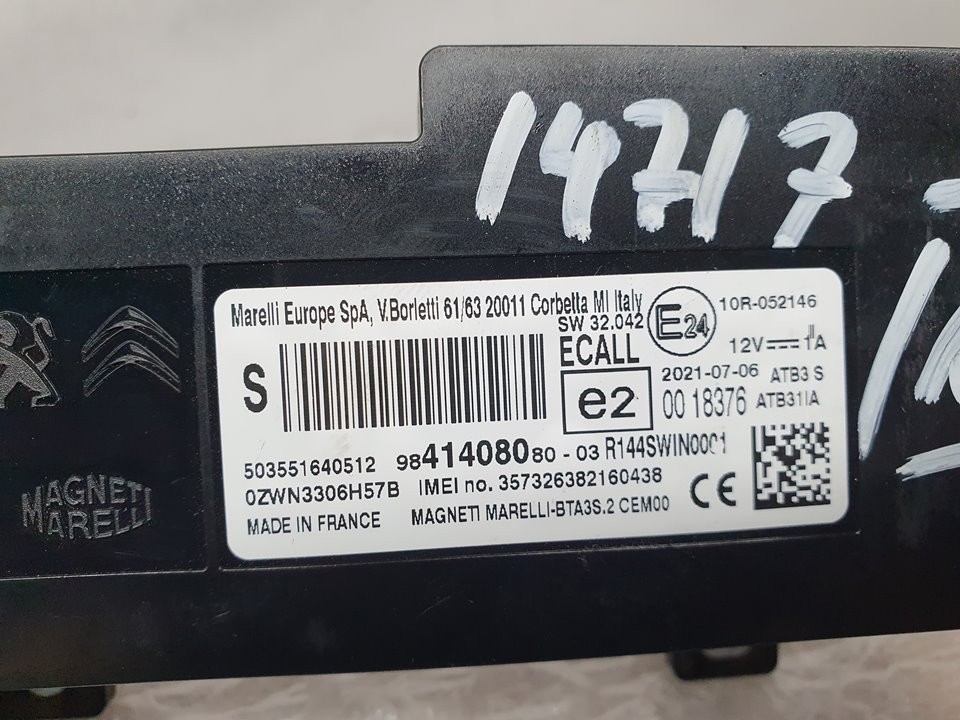 14717
Marelli Europe SpA, V.Borletti 61/63 20011 Corbetta MI Italy
SW 32.042
E24
10R-052146
ECALL
12V 1A
S
e2
2021-07-06 ATB3 S
00 18376 ATB31IA
503551640512 9841408080 - 03 R144SWIN0001
0ZWN3306H57B IMEI no. 357326382160438
MADE IN FRANCE MAGNETI MARELLI-BTA3S.2 CEM00
CE
MAGNETI
MARELLI